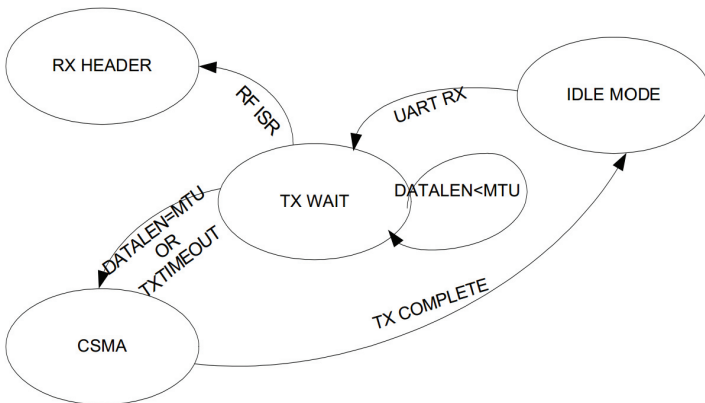 RX HEADER
IDLE MODE
RF ISR
UART RX
TX WAIT
DATALEN<MTU
DATALEN=MTU
OR
TXTIMEOUT
TX COMPLETE
CSMA